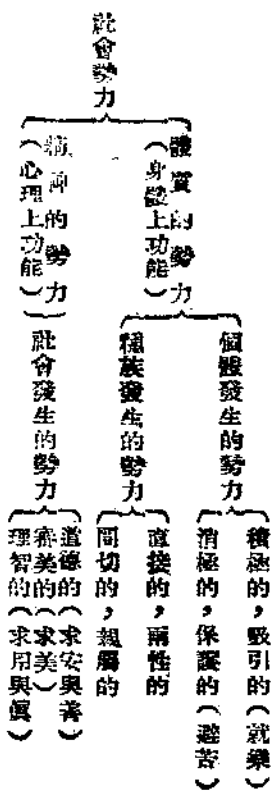 社會勢力
體質的勢力
（身體上功能）
精神的勢力
（心理上功能）
個體發生的勢力
種族發生的勢力
社會發生的勢力
積極的，吸引的（就樂）
消極的，保護的（避苦）
直接的，兩性的
間切的，親屬的
道德的（求安與善）
審美的（求美）
理智的（求用與眞）